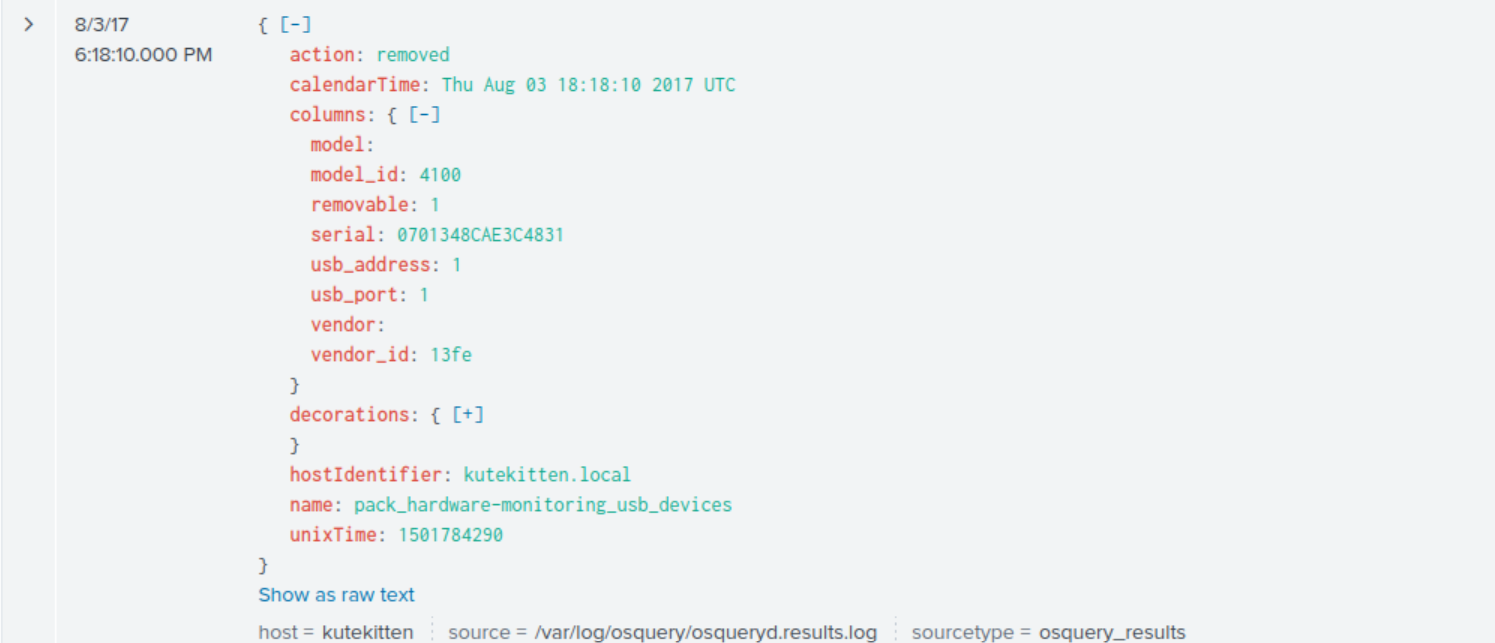 > 8/3/17 { [-]
6:18:10.000 PM action: removed
calendarTime: Thu Aug 03 18:18:10 2017 UTC
columns: { [-]
model:
model_id: 4100
removable: 1
serial: 0701348CAE3C4831
usb_address: 1
usb_port: 1
vendor:
vendor_id: 13fe
}
decorations: { [+]
}
hostIdentifier: kutekitten.local
name: pack_hardware-monitoring_usb_devices
unixTime: 1501784290
}
Show as raw text
host = kutekitten source = /var/log/osquery/osqueryd.results.log sourcetype = osquery_results